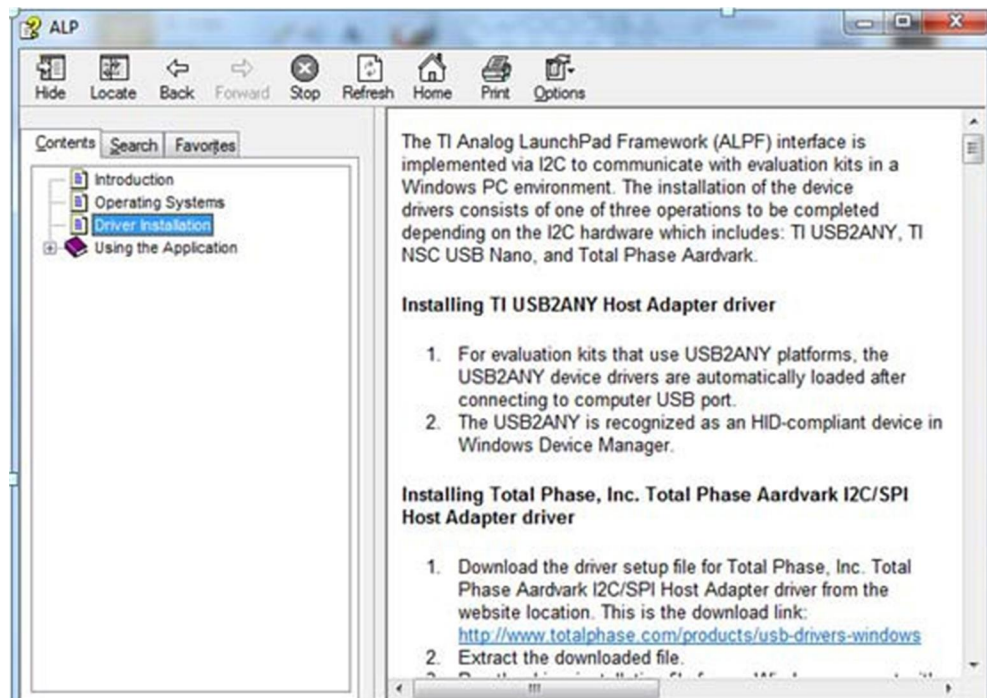 ALP
Hide Locate Back Forward Stop Refresh Home Print Options
Contents Search Favorites
Introduction
Operating Systems
Driver Installation
Using the Application
The TI Analog LaunchPad Framework (ALPF) interface is
implemented via I2C to communicate with evaluation kits in a
Windows PC environment. The installation of the device
drivers consists of one of three operations to be completed
depending on the I2C hardware which includes: TI USB2ANY, TI
NSC USB Nano, and Total Phase Aardvark.
Installing TI USB2ANY Host Adapter driver
1. For evaluation kits that use USB2ANY platforms, the
USB2ANY device drivers are automatically loaded after
connecting to computer USB port.
2. The USB2ANY is recognized as an HID-compliant device in
Windows Device Manager.
Installing Total Phase, Inc. Total Phase Aardvark I2C/SPI
Host Adapter driver
1. Download the driver setup file for Total Phase, Inc. Total
Phase Aardvark I2C/SPI Host Adapter driver from the
website location. This is the download link:
http://www.totalphase.com/products/usb-drivers-windows
2. Extract the downloaded file.